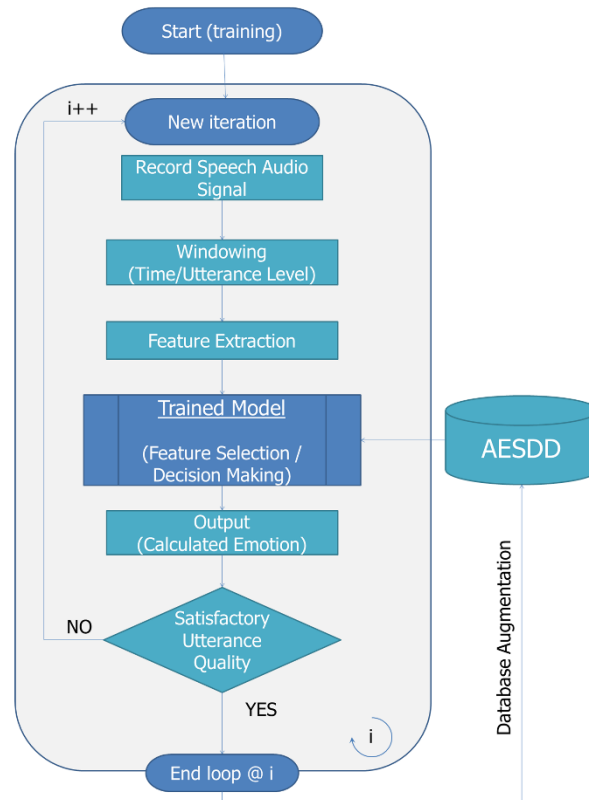 Start (training)
i++
New iteration
Record Speech Audio
Signal
Windowing
(Time/Utterance Level)
Feature Extraction
Trained Model
(Feature Selection /
Decision Making)
AESDD
Output
(Calculated Emotion)
Database Augmentation
NO
Satisfactory
Utterance
Quality
YES
i
End loop @ i